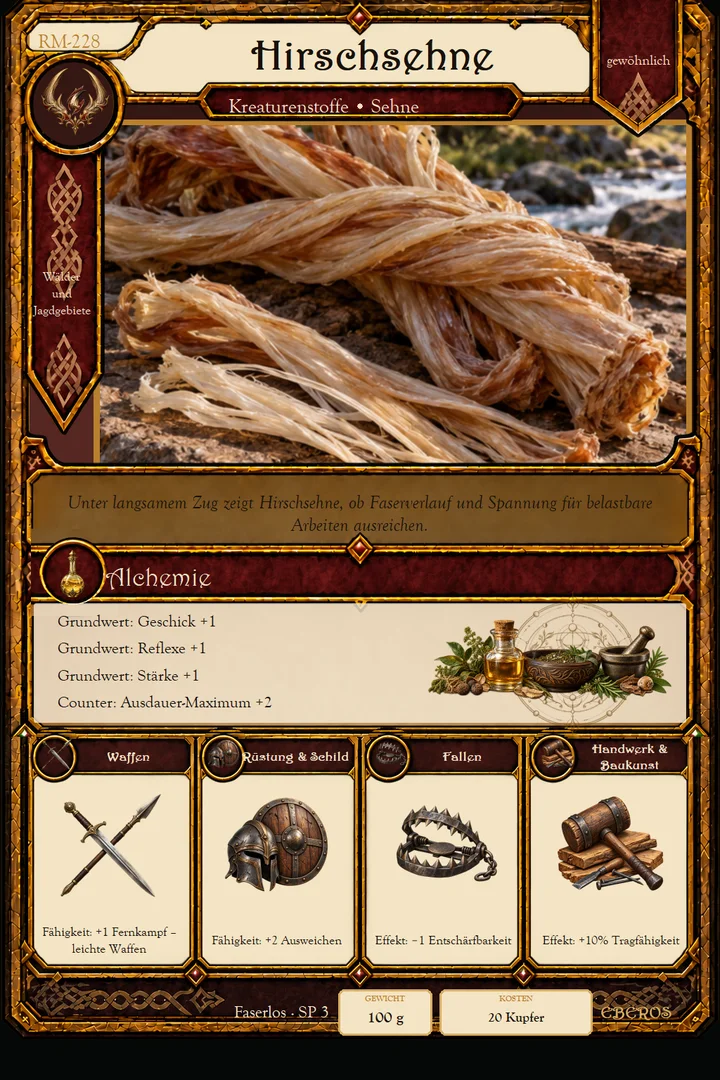 RM-228
Hirschsehne
gewöhnlich
Kreaturenstoffe • Sehne
Wälder
und
Jagdgebiete
Unter langsamem Zug zeigt Hirschsehne, ob Faserverlauf und Spannung für belastbare
Arbeiten ausreichen.
Alchemie
Grundwert: Geschick +1
Grundwert: Reflexe +1
Grundwert: Stärke +1
Counter: Ausdauer-Maximum +2
Waffen
Rüstung & Schild
Fallen
Handwerk &
Baukunst
Fähigkeit: +1 Fernkampf –
leichte Waffen
Fähigkeit: +2 Ausweichen
Effekt: −1 Entschärfbarkeit
Effekt: +10% Tragfähigkeit
Faserlos · SP 3
GEWICHT
100 g
KOSTEN
20 Kupfer
EBEROS